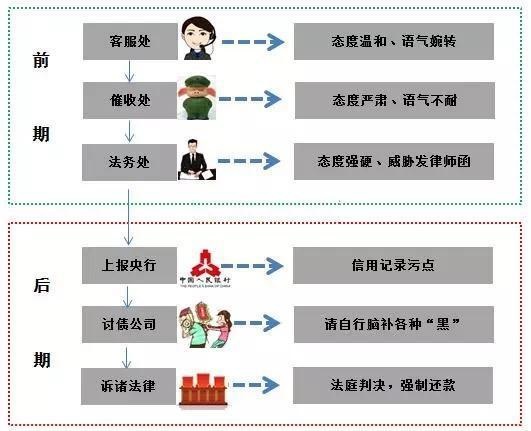 前期
客服处
态度温和、语气婉转
催收处
态度严肃、语气不耐
法务处
态度强硬、威胁发律师函
后期
上报央行
中国人民银行
THE PEOPLE'S BANK OF CHINA
信用记录污点
讨债公司
请自行脑补各种“黑”
诉诸法律
法庭判决，强制还款